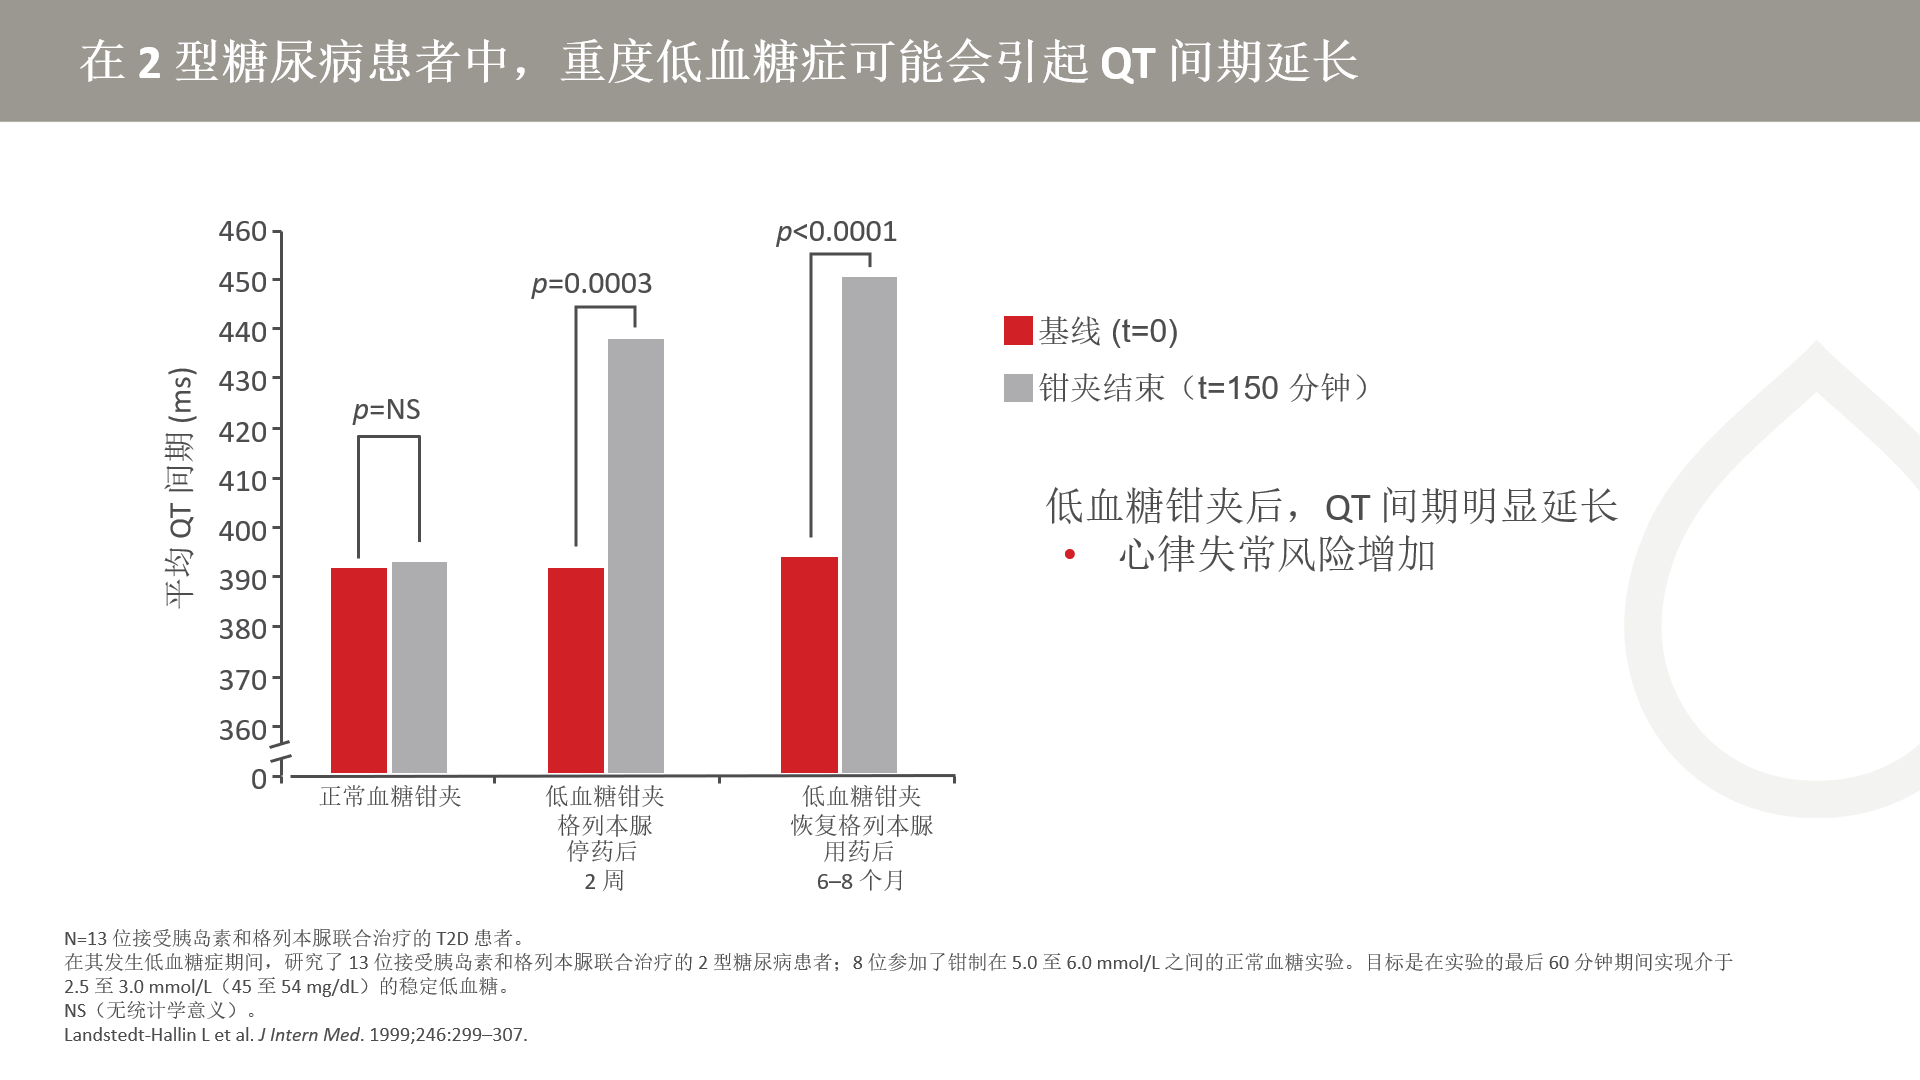 在 2 型糖尿病患者中，重度低血糖症可能会引起 QT 间期延长
平均 QT 间期 (ms)
460
450
440
430
420
410
400
390
380
370
360
0
p=NS
p=0.0003
p<0.0001
正常血糖钳夹
低血糖钳夹
格列本脲
停药后
2 周
低血糖钳夹
恢复格列本脲
用药后
6–8 个月
基线 (t=0)
钳夹结束（t=150 分钟）
低血糖钳夹后，QT 间期明显延长
• 心律失常风险增加
N=13 位接受胰岛素和格列本脲联合治疗的 T2D 患者。
在其发生低血糖症期间，研究了 13 位接受胰岛素和格列本脲联合治疗的 2 型糖尿病患者；8 位参加了钳制在 5.0 至 6.0 mmol/L 之间的正常血糖实验。目标是在实验的最后 60 分钟期间实现介于
2.5 至 3.0 mmol/L（45 至 54 mg/dL）的稳定低血糖。
NS（无统计学意义）。
Landstedt-Hallin L et al. J Intern Med. 1999;246:299–307.